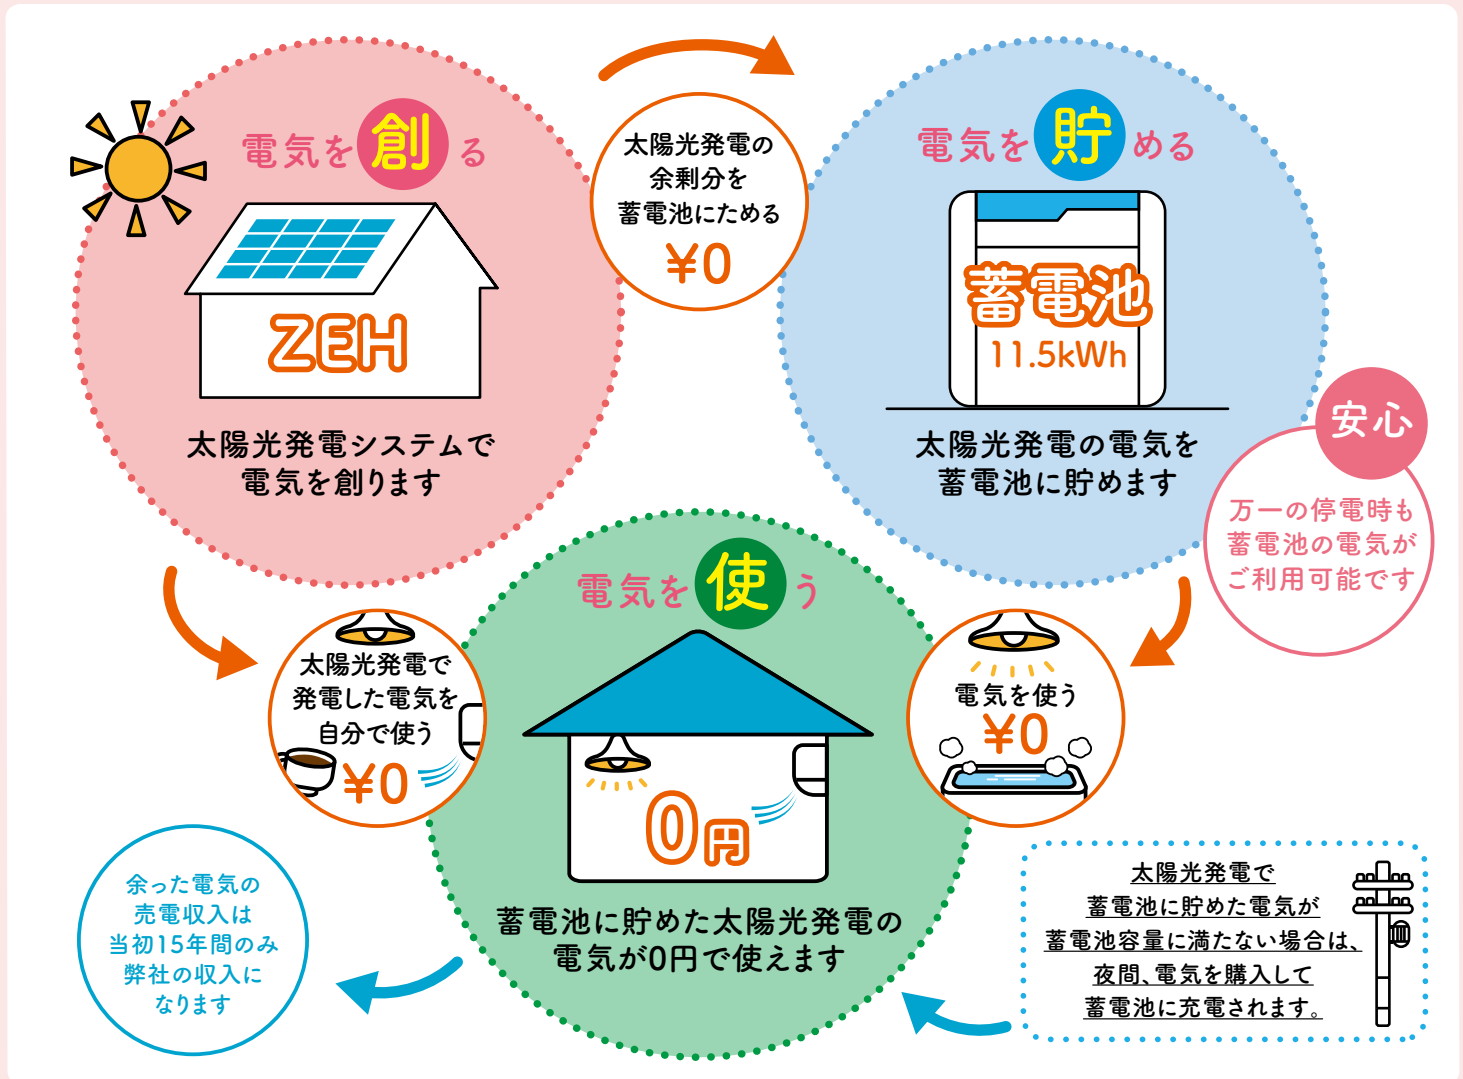 電気を創る
ZEH
太陽光発電システムで
電気を創ります
太陽光発電の
余剰分を
蓄電池にためる
¥0
電気を貯める
蓄電池
11.5kWh
太陽光発電の電気を
蓄電池に貯めます
安心
万一の停電時も
蓄電池の電気が
ご利用可能です
太陽光発電で
発電した電気を
自分で使う
¥0
電気を使う
0円
蓄電池に貯めた太陽光発電の
電気が0円で使えます
電気を使う
¥0
余った電気の
売電収入は
当初15年間のみ
弊社の収入に
なります
太陽光発電で
蓄電池に貯めた電気が
蓄電池容量に満たない場合は、
夜間、電気を購入して
蓄電池に充電されます。